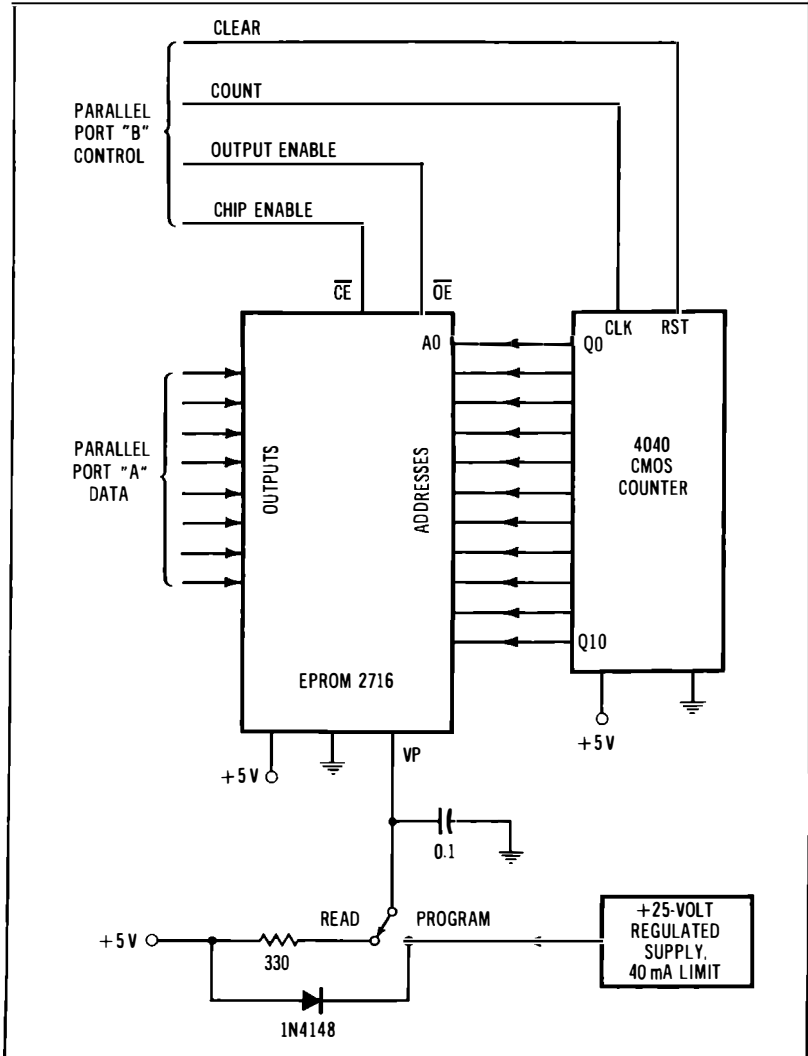 CLEAR
COUNT
PARALLEL
PORT "B"
CONTROL
OUTPUT ENABLE
CHIP ENABLE
CE
OE
CLK RST
A0
Q0
PARALLEL
PORT "A"
DATA
OUTPUTS
ADDRESSES
4040
CMOS
COUNTER
Q10
EPROM 2716
+5V
VP
+5V
0.1
READ
PROGRAM
+5V
330
1N4148
+25-VOLT
REGULATED
SUPPLY,
40 mA LIMIT